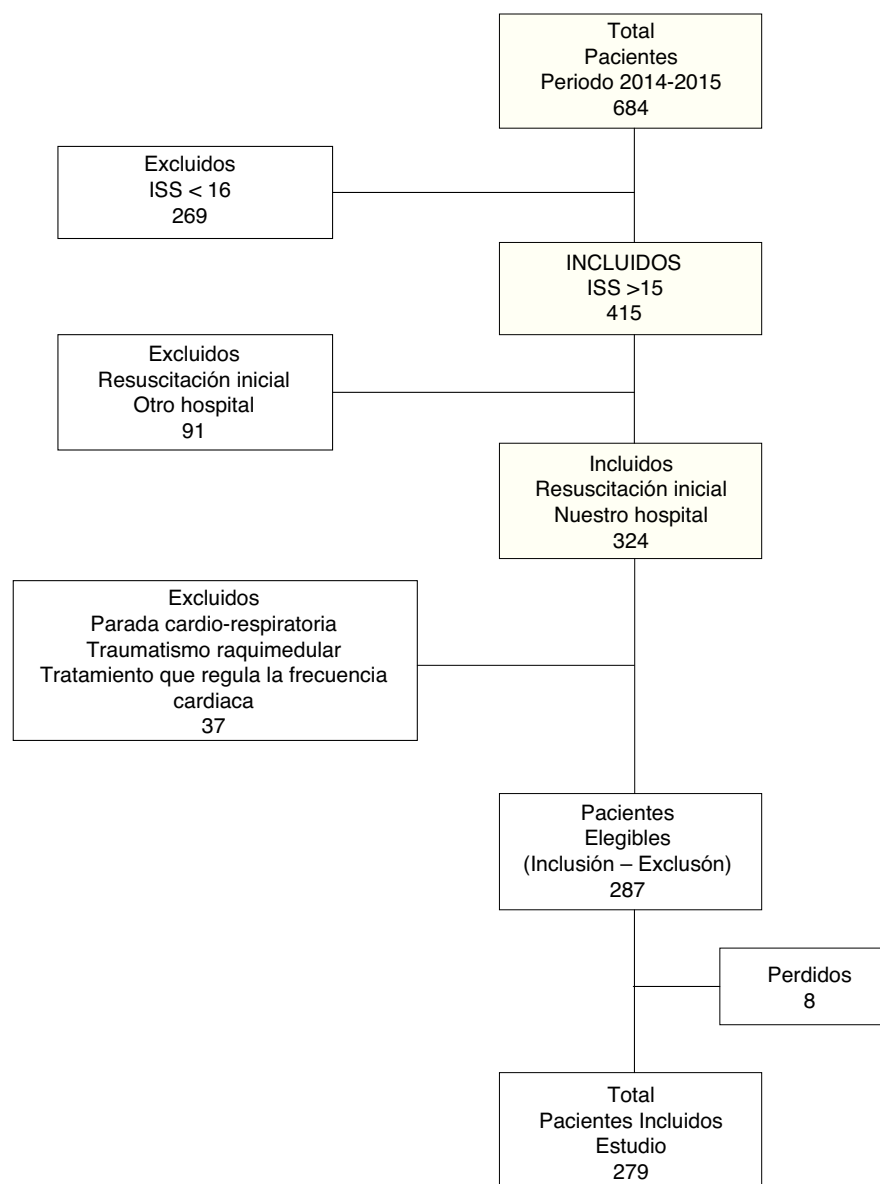 Total
Pacientes
Periodo 2014-2015
684
Excluidos
ISS < 16
269
INCLUIDOS
ISS >15
415
Excluidos
Resuscitación inicial
Otro hospital
91
Incluidos
Resuscitación inicial
Nuestro hospital
324
Excluidos
Parada cardio-respiratoria
Traumatismo raquimedular
Tratamiento que regula la frecuencia
cardiaca
37
Pacientes
Elegibles
(Inclusión – Exclusón)
287
Perdidos
8
Total
Pacientes Incluidos
Estudio
279